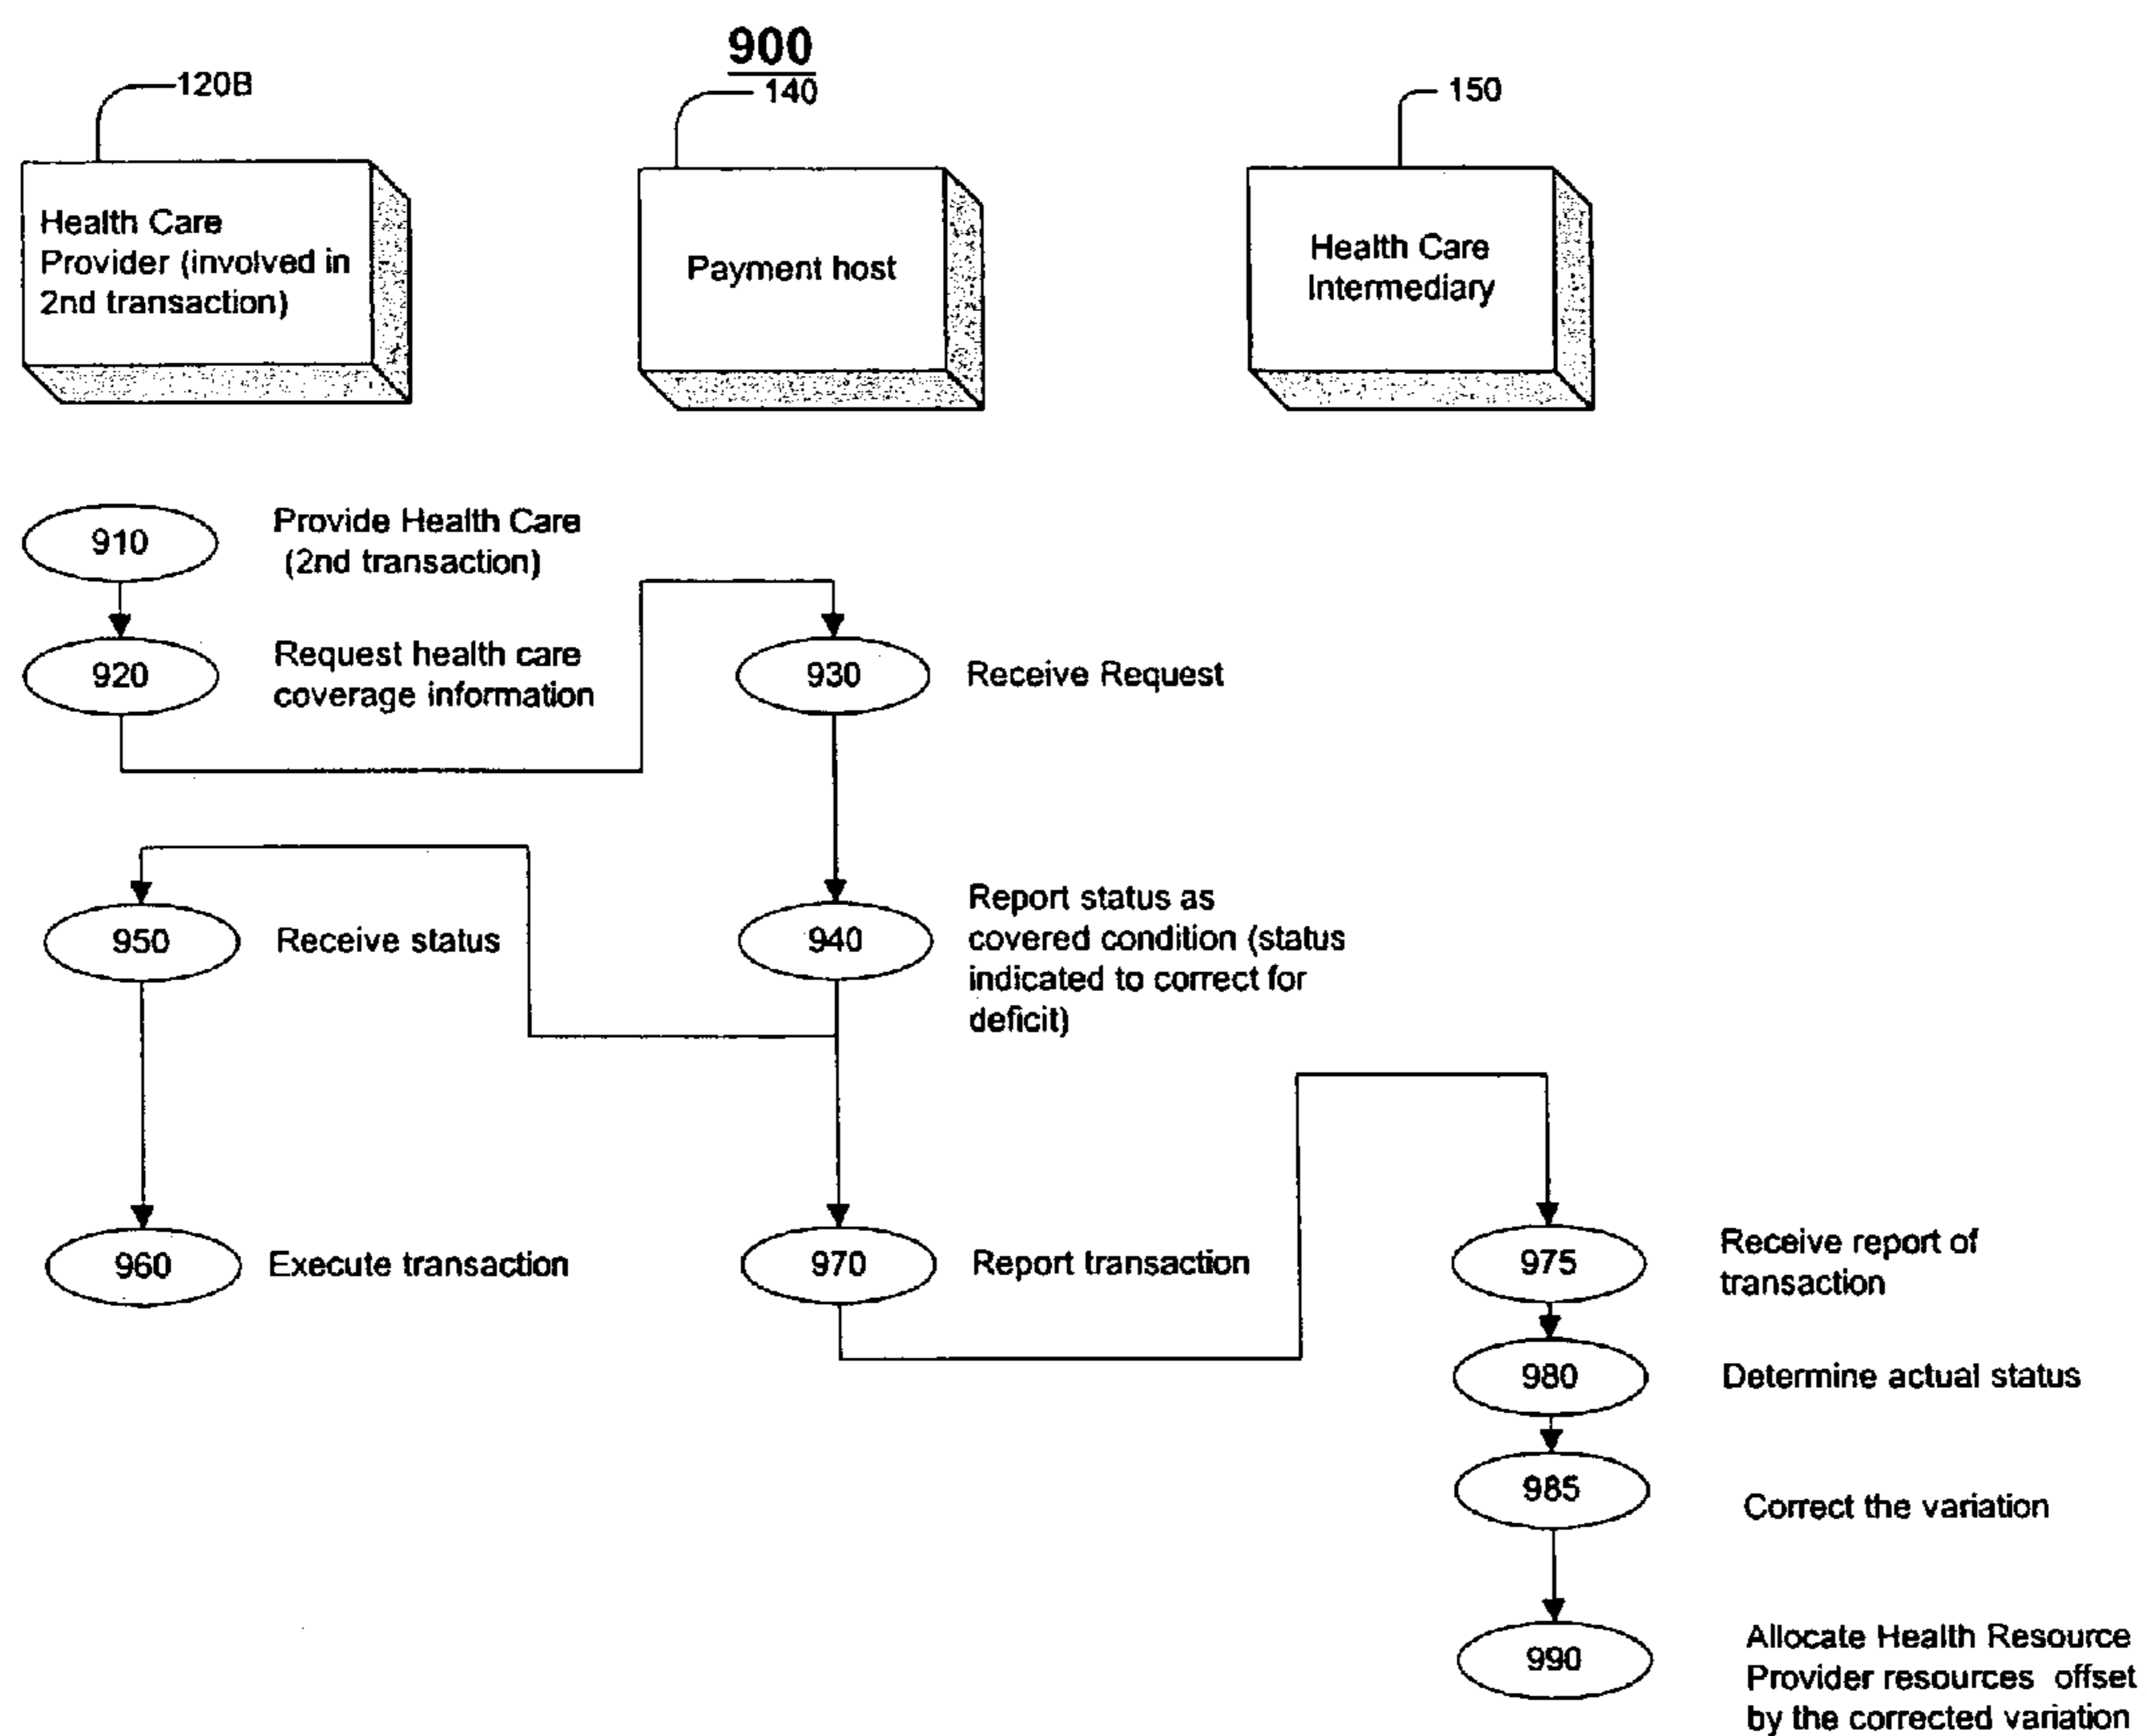 900
120B
140
150
Health Care
Provider (involved in
2nd transaction)
Payment host
Health Care
Intermediary
910
Provide Health Care
(2nd transaction)
920
Request health care
coverage information
930
Receive Request
950
Receive status
940
Report status as
covered condition (status
indicated to correct for
deficit)
960
Execute transaction
970
Report transaction
975
Receive report of
transaction
980
Determine actual status
985
Correct the variation
990
Allocate Health Resource
Provider resources offset
by the corrected variation